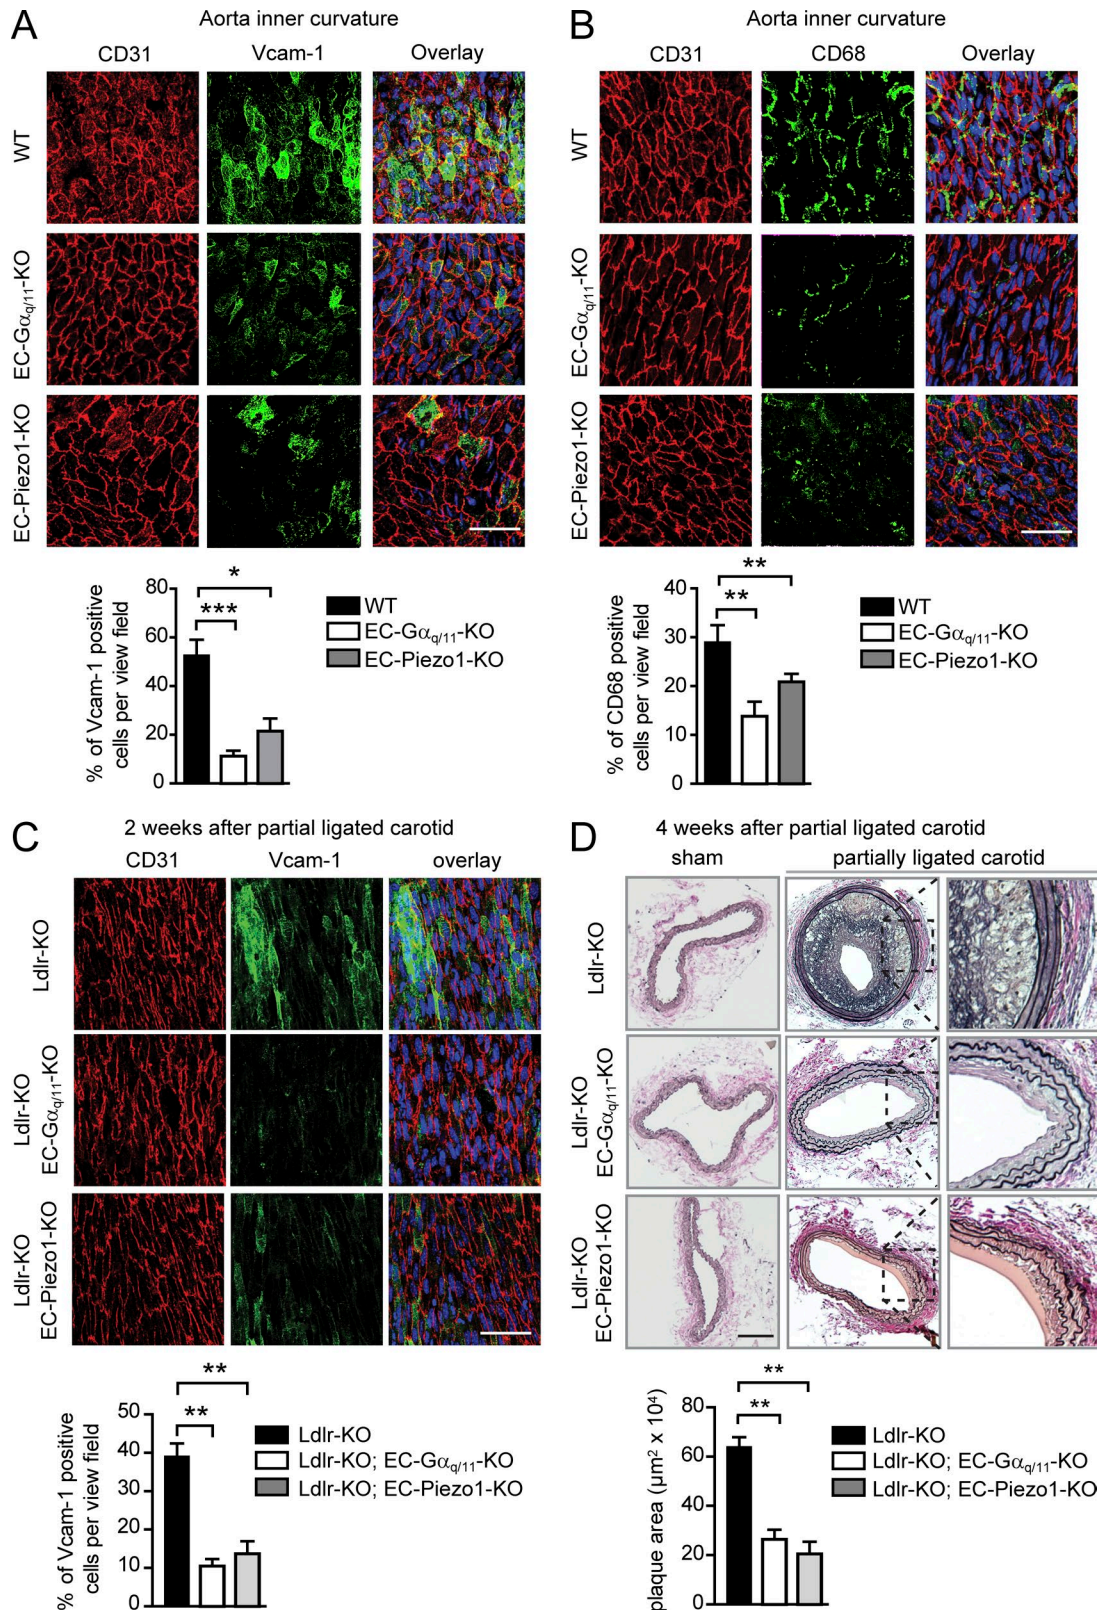 A
Aorta inner curvature
CD31 Vcam-1 Overlay
WT
EC-Gαq/11-KO
EC-Piezo1-KO
% of Vcam-1 positive
cells per view field
80
60
40
20
0
*
***
WT
EC-Gαq/11-KO
EC-Piezo1-KO
B
Aorta inner curvature
CD31 CD68 Overlay
WT
EC-Gαq/11-KO
EC-Piezo1-KO
% of CD68 positive
cells per view field
40
30
20
10
0
**
**
WT
EC-Gαq/11-KO
EC-Piezo1-KO
C
2 weeks after partial ligated carotid
CD31 Vcam-1 overlay
Ldlr-KO
Ldlr-KO
EC-Gαq/11-KO
Ldlr-KO
EC-Piezo1-KO
% of Vcam-1 positive
cells per view field
50
40
30
20
10
0
**
**
Ldlr-KO
Ldlr-KO; EC-Gαq/11-KO
Ldlr-KO; EC-Piezo1-KO
D
4 weeks after partial ligated carotid
sham partially ligated carotid
Ldlr-KO
Ldlr-KO
EC-Gαq/11-KO
Ldlr-KO
EC-Piezo1-KO
plaque area (µm² x 10⁴)
80
60
40
20
0
**
**
Ldlr-KO
Ldlr-KO; EC-Gαq/11-KO
Ldlr-KO; EC-Piezo1-KO